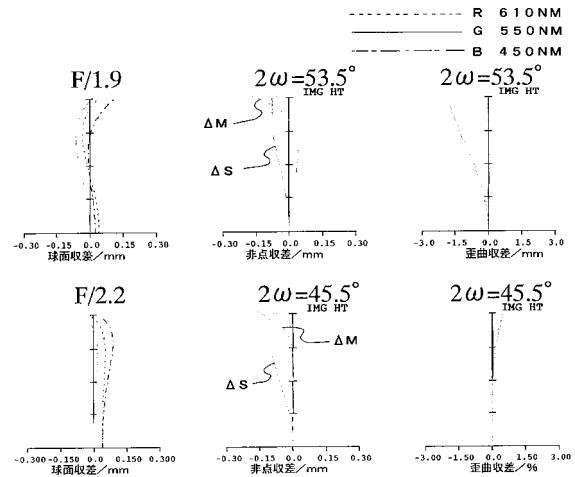 R 610NM
G 550NM
B 450NM
F/1.9
2ω=53.5°
IMG HT
2ω=53.5°
IMG HT
ΔM
ΔS
-0.30 -0.15 0.0 0.15 0.30
球面収差/mm
-0.30 -0.15 0.0 0.15 0.30
非点収差/mm
-3.0 -1.5 0.0 1.5 3.0
歪曲収差/mm
F/2.2
2ω=45.5°
IMG HT
2ω=45.5°
IMG HT
ΔM
ΔS
-0.300 -0.150 0.0 0.150 0.300
球面収差/mm
-0.30 -0.150 0.0 0.150 0.30
非点収差/mm
-3.00 -1.50 0.0 1.50 3.00
歪曲収差/%